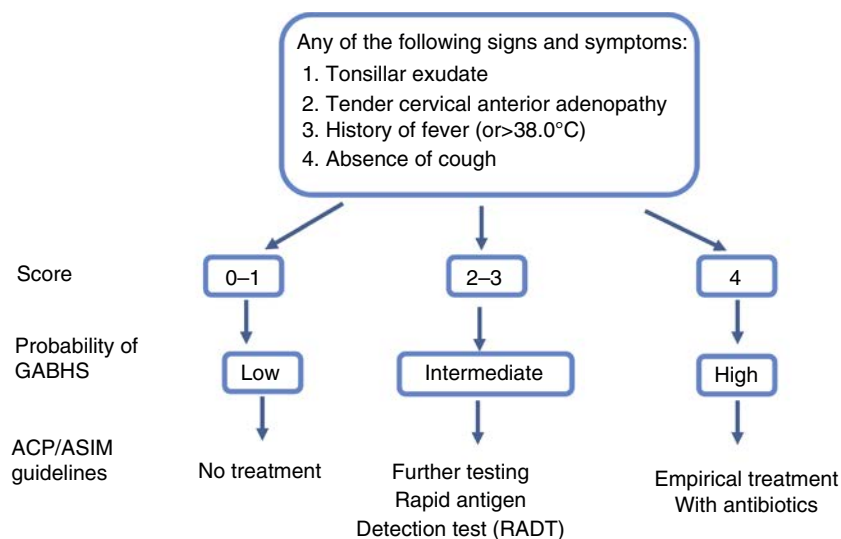 Any of the following signs and symptoms:
1. Tonsillar exudate
2. Tender cervical anterior adenopathy
3. History of fever (or>38.0°C)
4. Absence of cough
Score
0–1
2–3
4
Probability of
GABHS
Low
Intermediate
High
ACP/ASIM
guidelines
No treatment
Further testing
Rapid antigen
Detection test (RADT)
Empirical treatment
With antibiotics